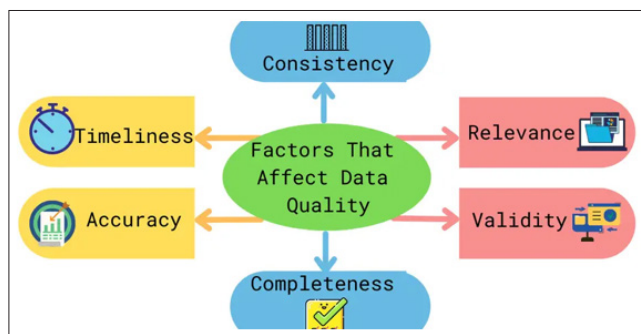 Consistency
Timeliness
Relevance
Factors That
Affect Data
Quality
Accuracy
Validity
Completeness